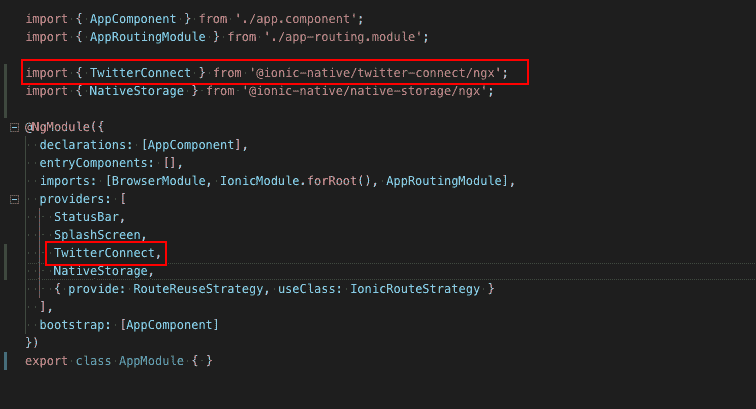 import { AppComponent } from './app.component';
import { AppRoutingModule } from './app-routing.module';
import { TwitterConnect } from '@ionic-native/twitter-connect/ngx';
import { NativeStorage } from '@ionic-native/native-storage/ngx';
@NgModule({
declarations: [AppComponent],
entryComponents: [],
imports: [BrowserModule, IonicModule.forRoot(), AppRoutingModule],
providers: [
StatusBar,
SplashScreen,
TwitterConnect,
NativeStorage,
{ provide: RouteReuseStrategy, useClass: IonicRouteStrategy }
],
bootstrap: [AppComponent]
})
export class AppModule { }